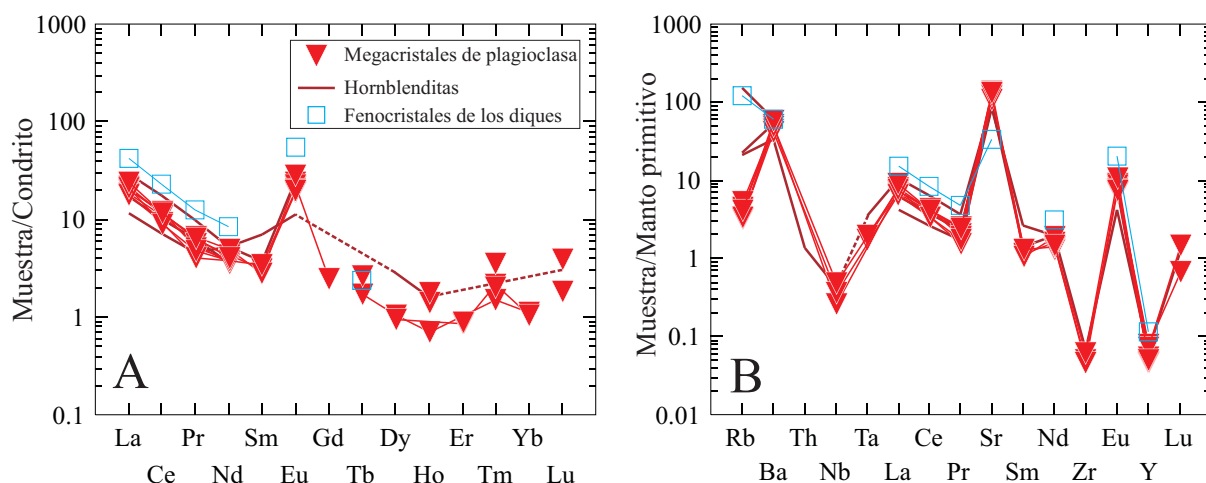 Muestra/Condrito
1000
100
10
1
0.1
Megacristales de plagioclasa
Hornblenditas
Fenocristales de los diques
A
La Pr Sm Gd Dy Er Yb
Ce Nd Eu Tb Ho Tm Lu
Muestra/Manto primitivo
1000
100
10
1
0.1
0.01
B
Rb Th Ta Ce Sr Nd Eu Lu
Ba Nb La Pr Sm Zr Y